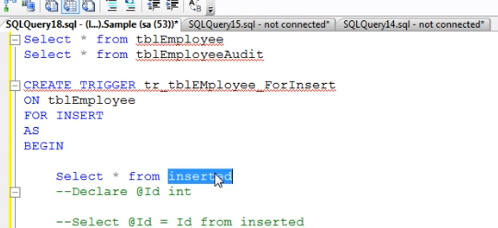 SQLQuery18.sql - (l...).Sample (sa (53))* SQLQuery15.sql - not connected* SQLQuery14.sql - not connected*
Select * from tblEmployee
Select * from tblEmployeeAudit
CREATE TRIGGER tr_tblEMployee_ForInsert
ON tblEmployee
FOR INSERT
AS
BEGIN
Select * from inserted
--Declare @Id int
--Select @Id = Id from inserted